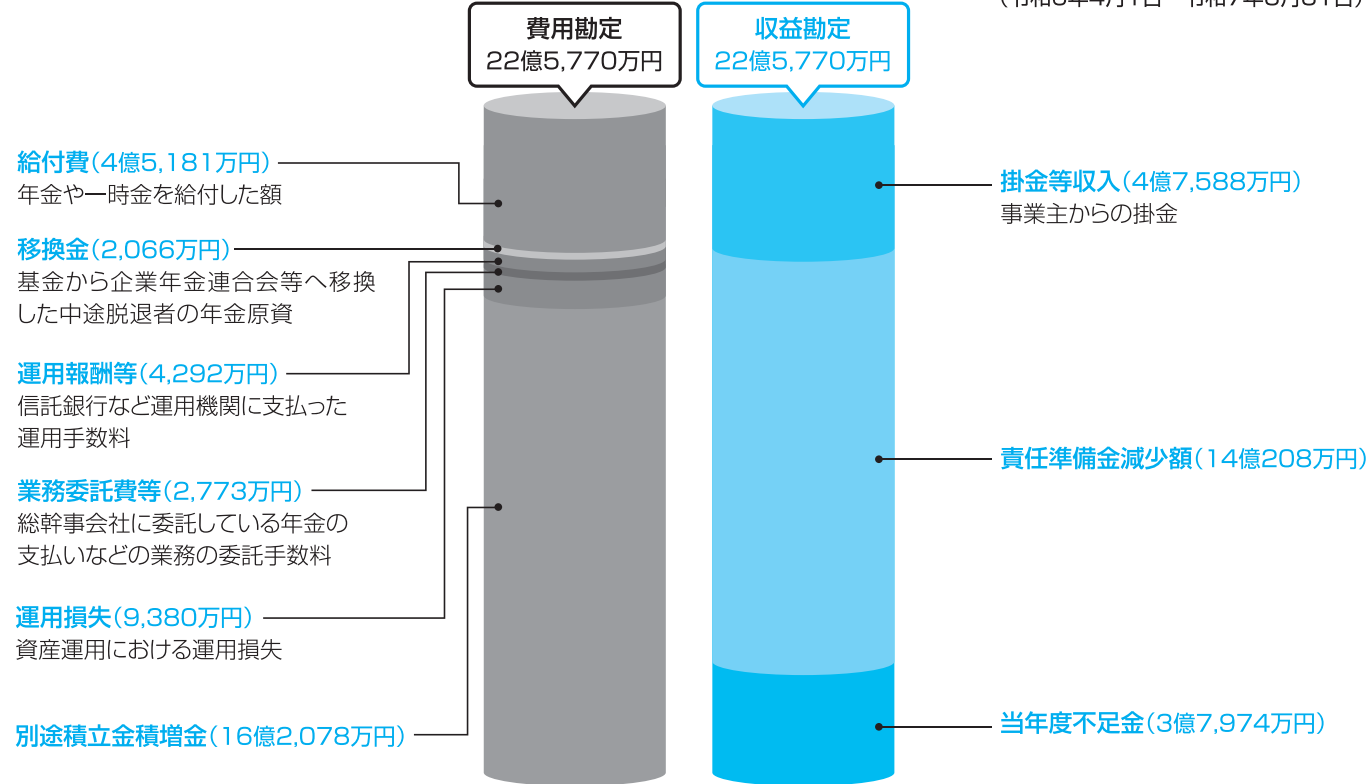 費用勘定
22億5,770万円
収益勘定
22億5,770万円
給付費(4億5,181万円)
年金や一時金を給付した額
移換金(2,066万円)
基金から企業年金連合会等へ移換
した中途脱退者の年金原資
運用報酬等(4,292万円)
信託銀行など運用機関に支払った
運用手数料
業務委託費等(2,773万円)
総幹事会社に委託している年金の
支払いなどの業務の委託手数料
運用損失(9,380万円)
資産運用における運用損失
別途積立金積増金(16億2,078万円)
掛金等収入(4億7,588万円)
事業主からの掛金
責任準備金減少額(14億208万円)
当年度不足金(3億7,974万円)